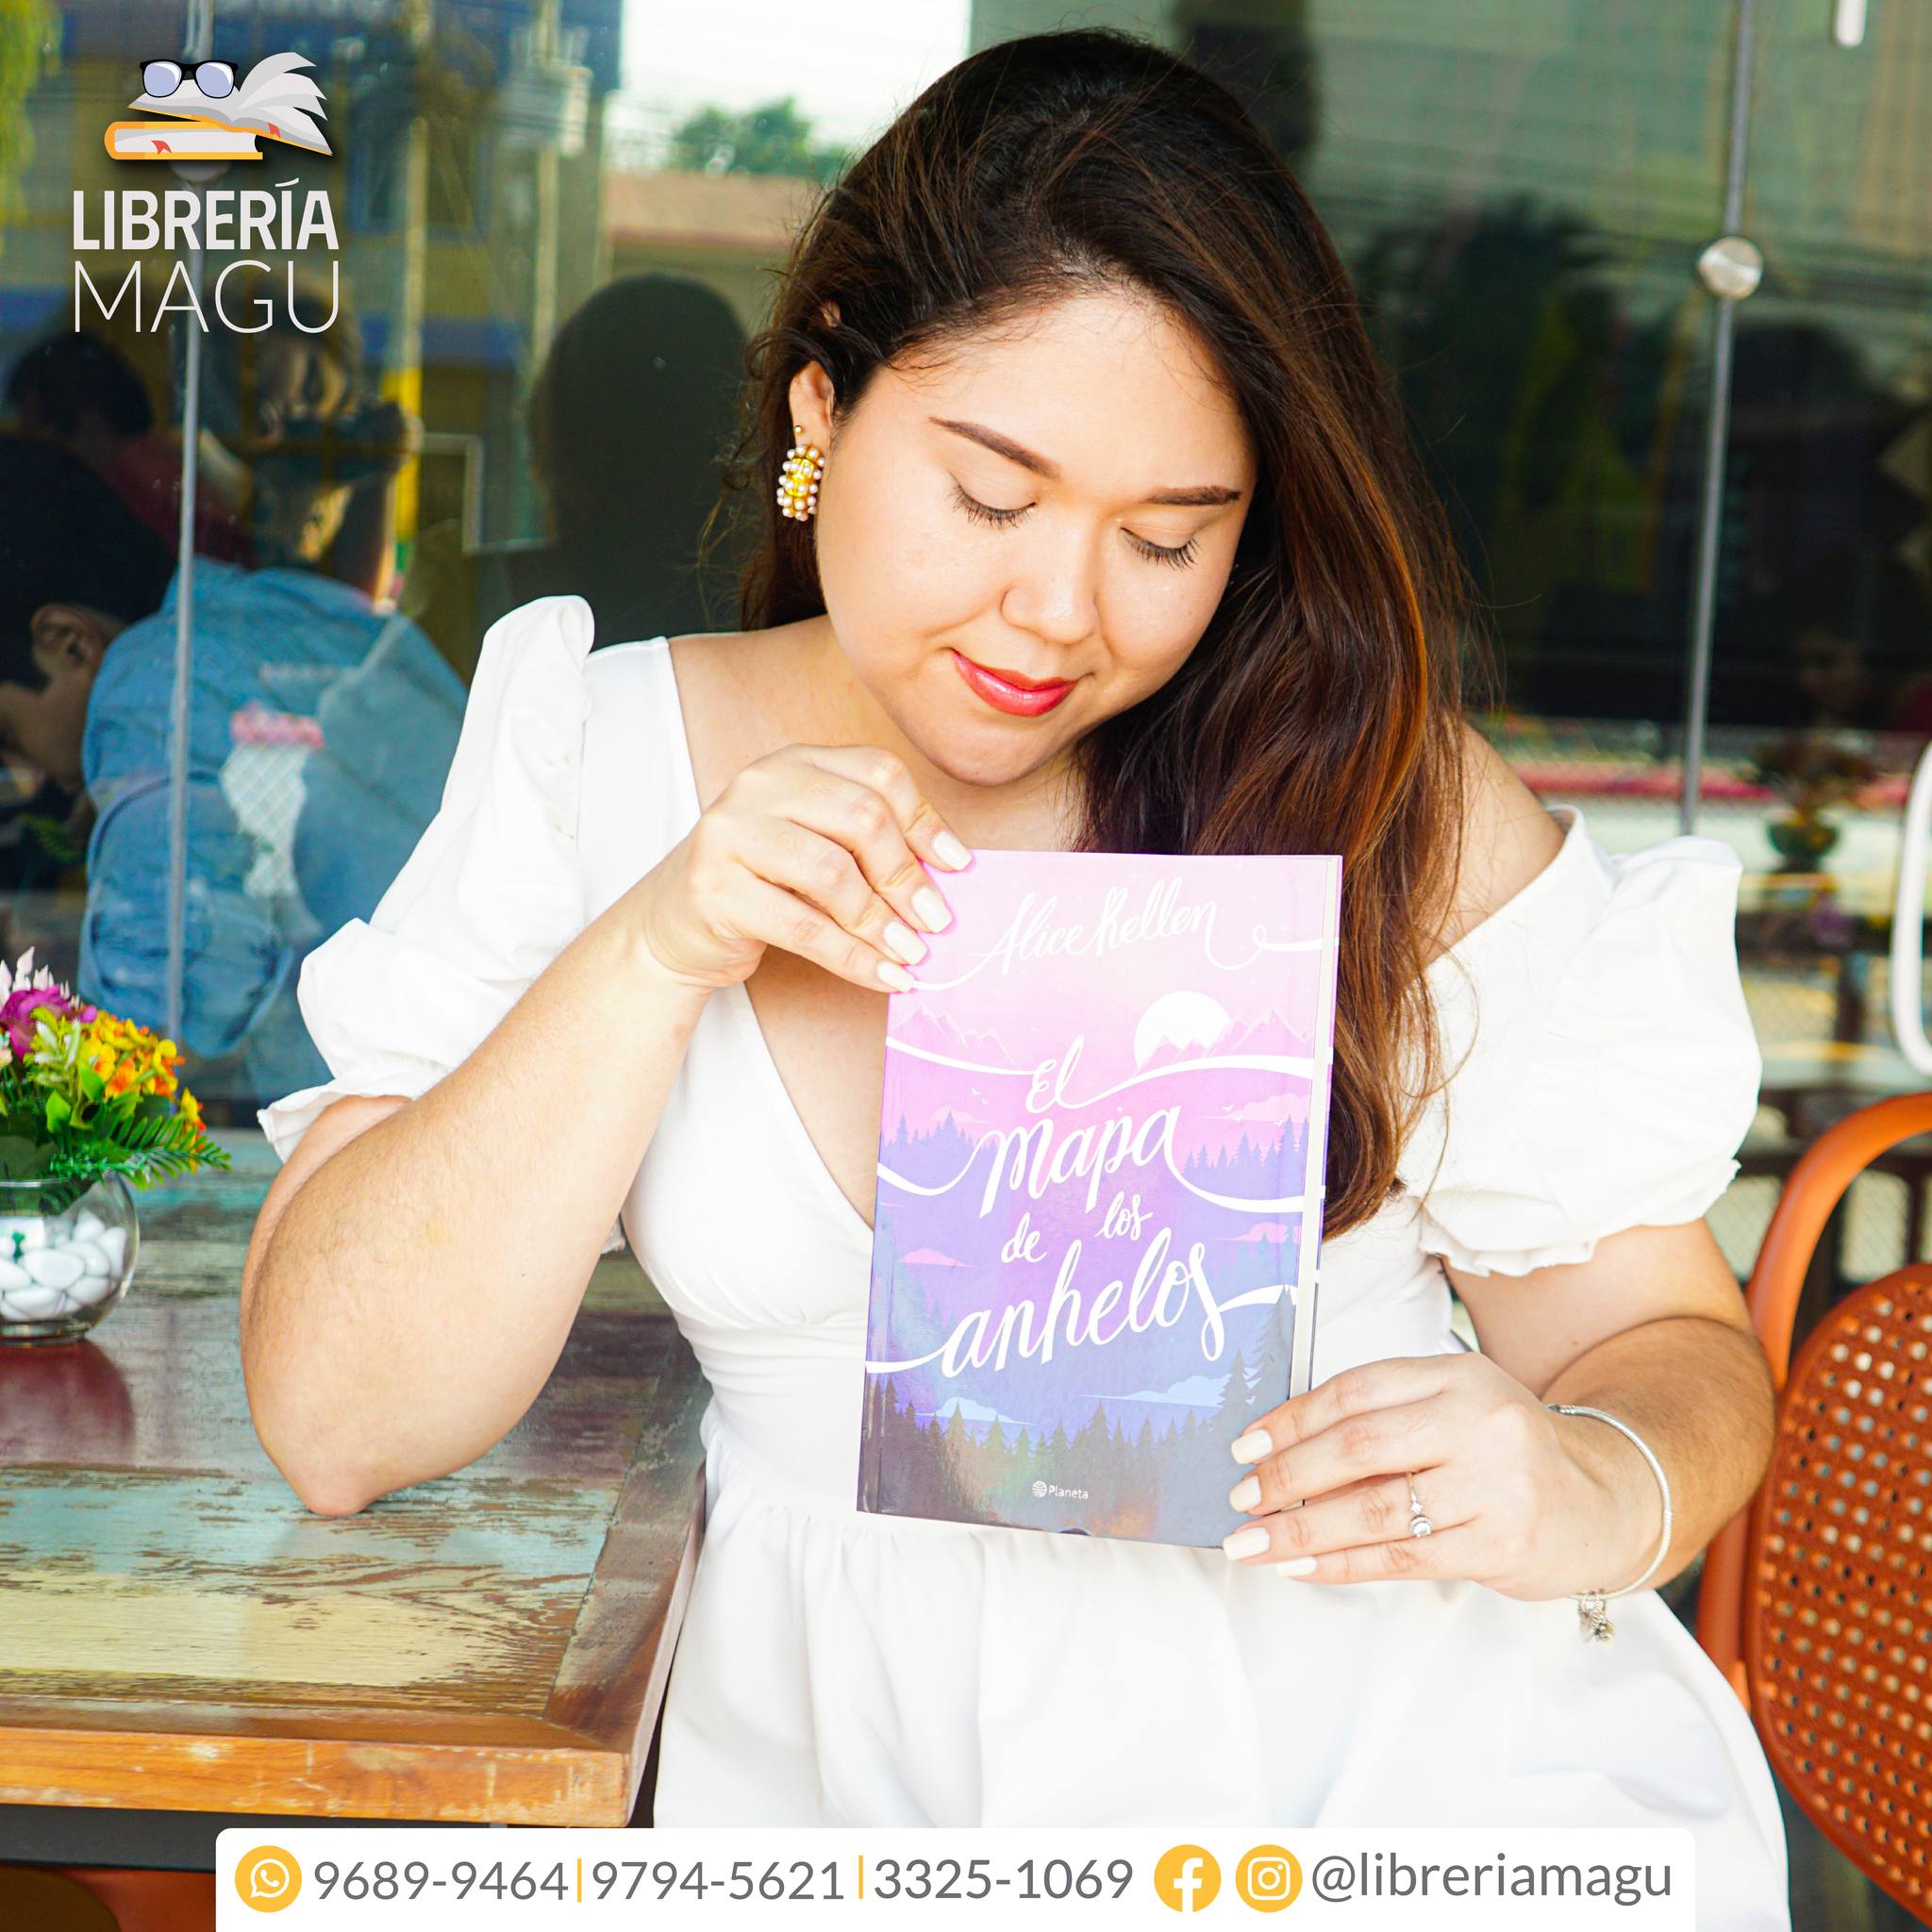 LIBRERÍA
MAGU
Alice Kellen
El
mapa
de los
anhelos
Planeta
9689-9464|9794-5621|3325-1069 @libreriamagu